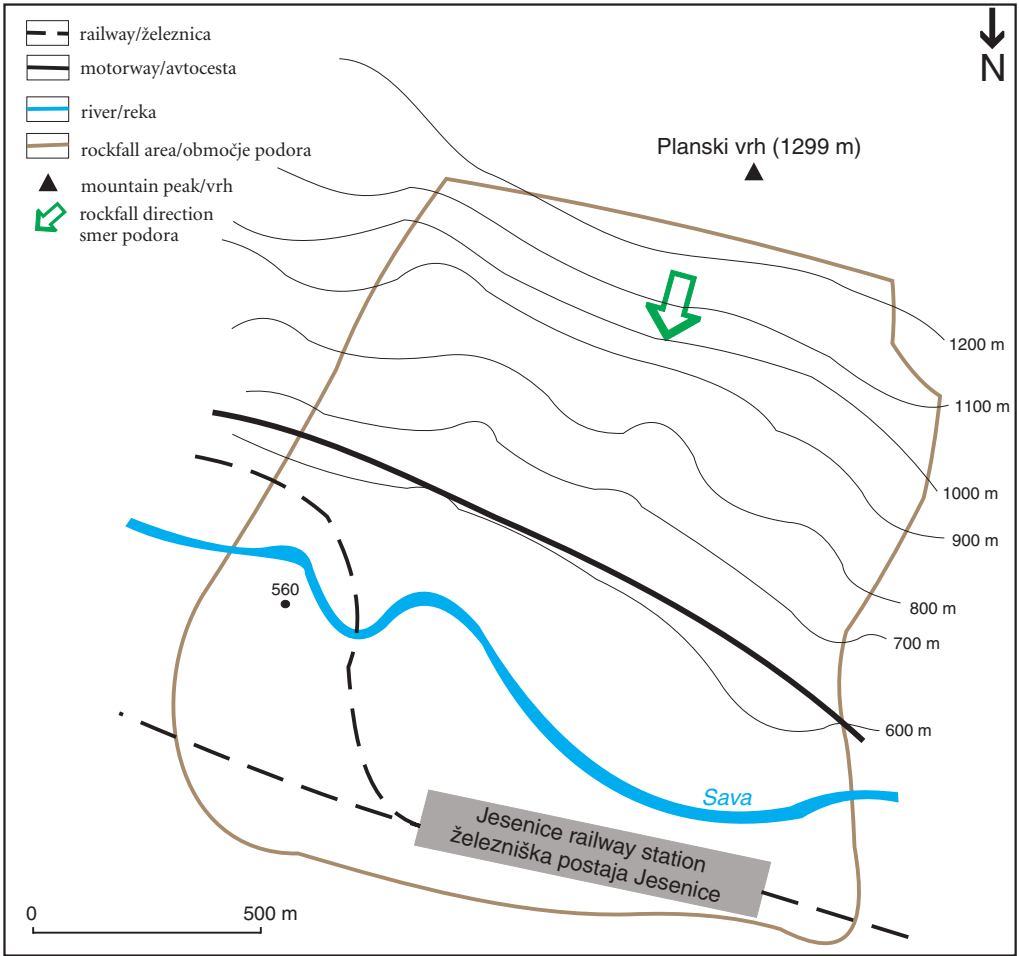 railway/železnica
motorway/avtocesta
river/reka
rockfall area/območje podora
mountain peak/vrh
rockfall direction
smer podora
N
Planski vrh (1299 m)
1200 m
1100 m
1000 m
900 m
800 m
700 m
600 m
560
Sava
Jesenice railway station
železniška postaja Jesenice
0 500 m